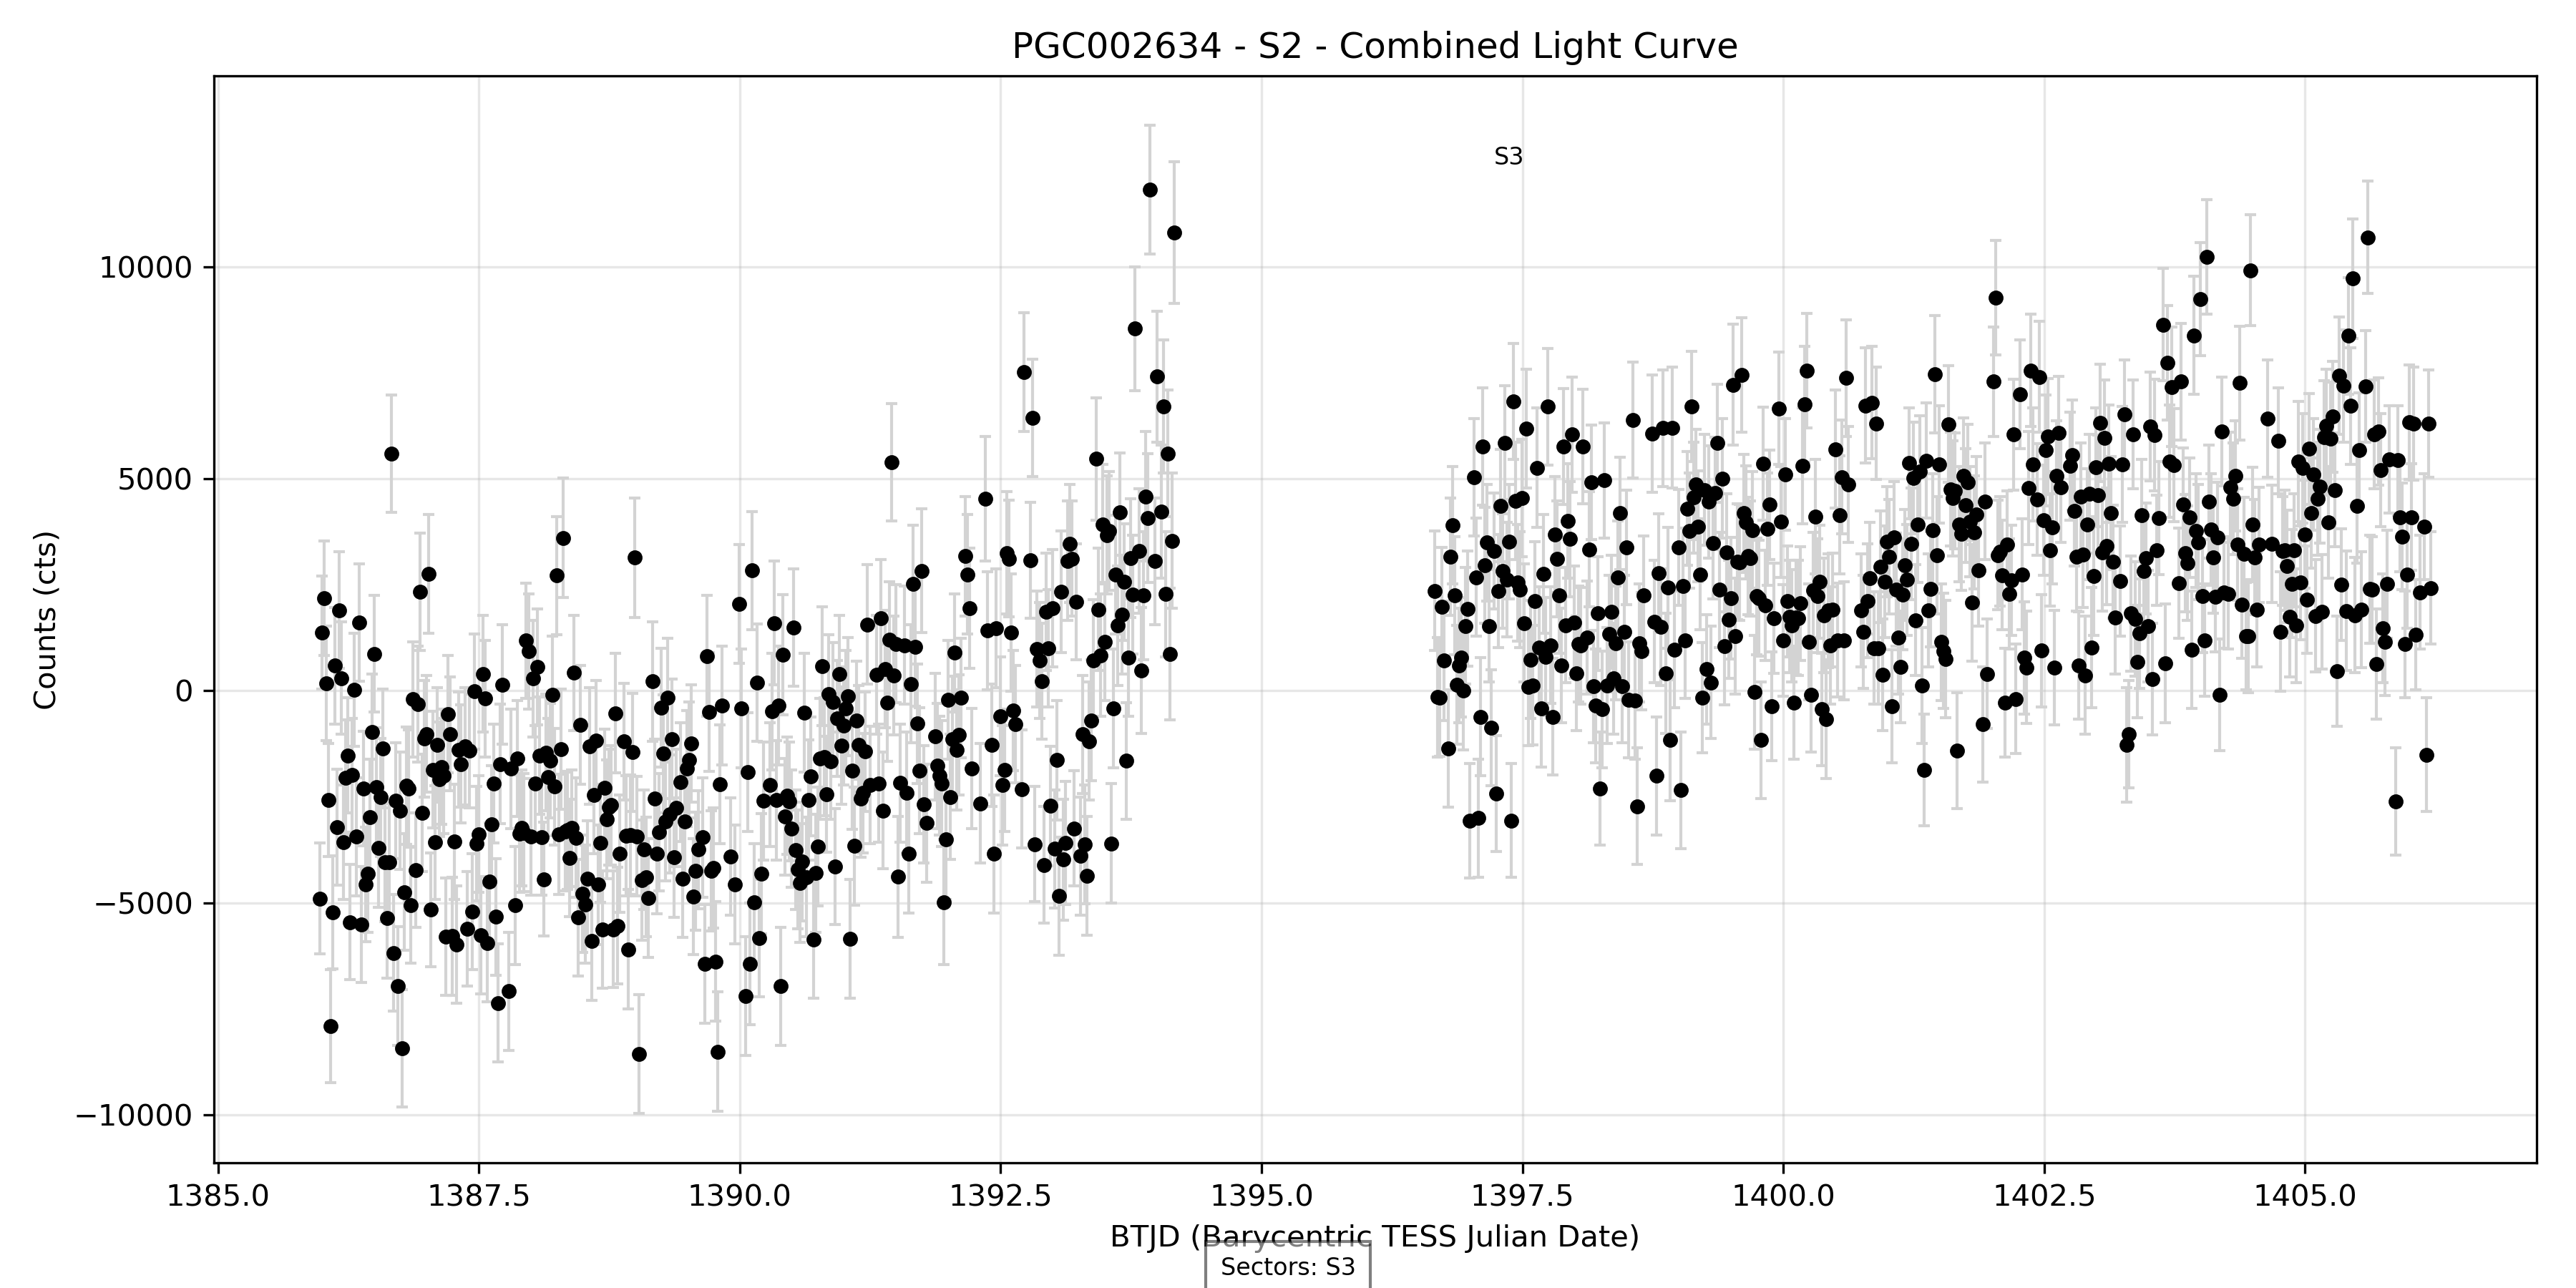 PGC002634 - S2 - Combined Light Curve
S3
Counts (cts)
10000
5000
0
−5000
−10000
1385.0 1387.5 1390.0 1392.5 1395.0 1397.5 1400.0 1402.5 1405.0
BTJD (Barycentric TESS Julian Date)
Sectors: S3